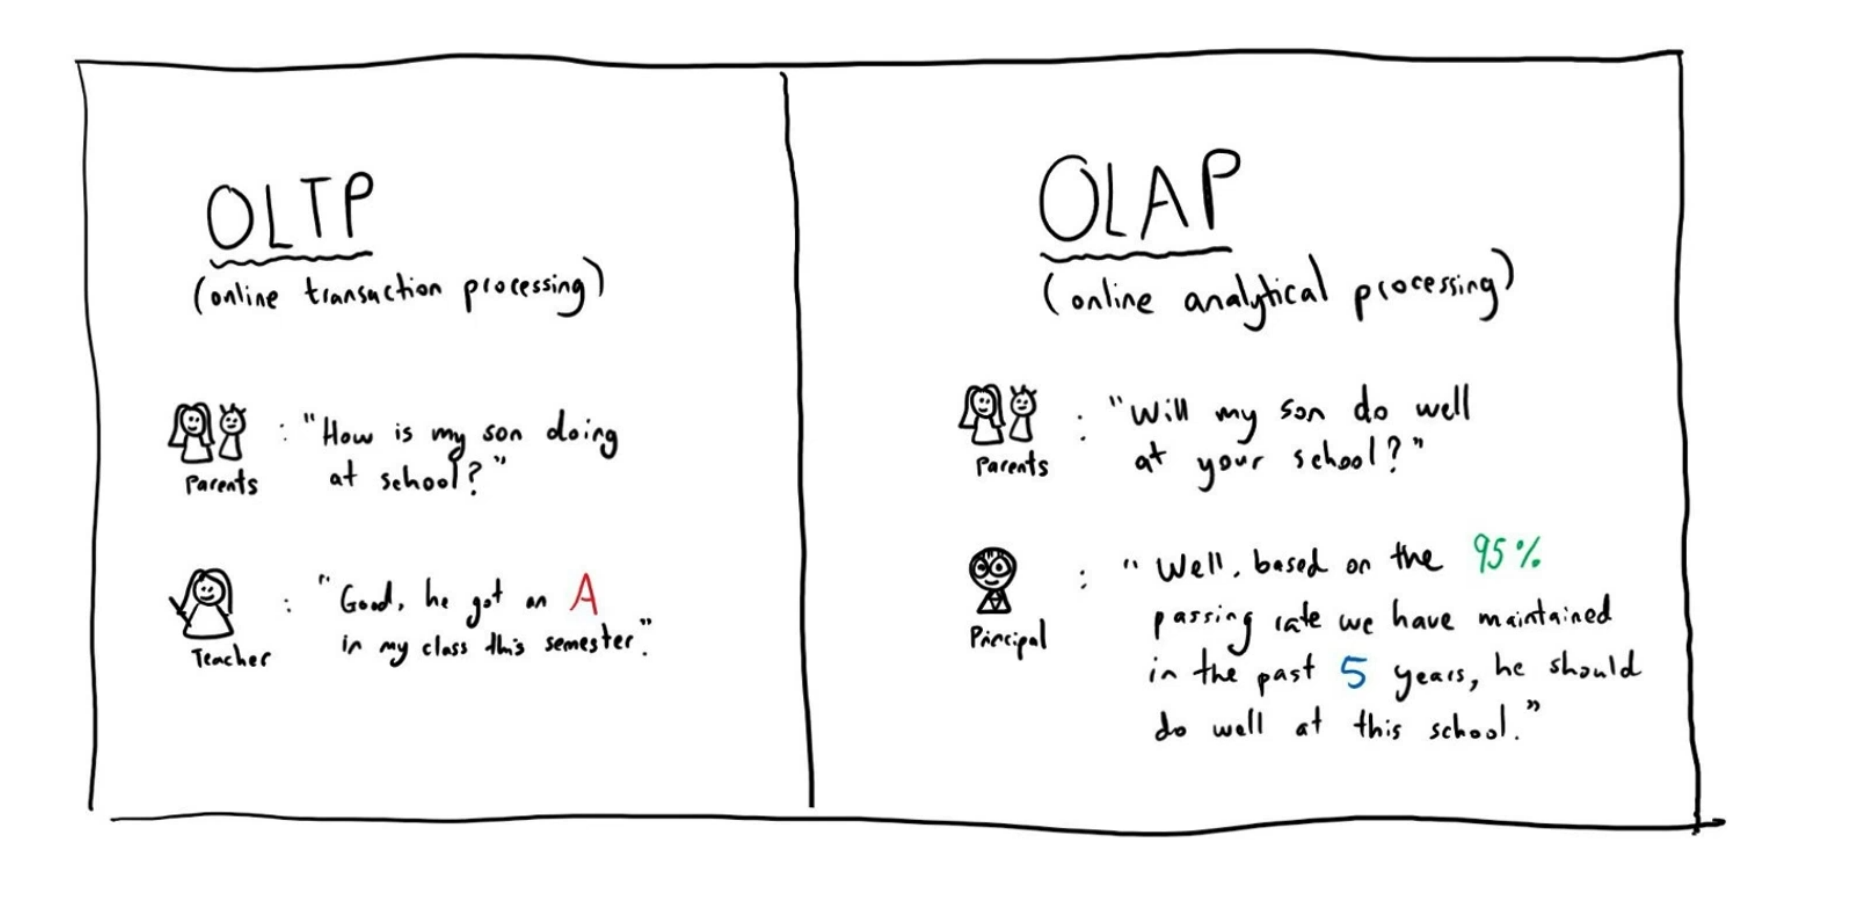 OLTP
(online transaction processing)
Parents
: "How is my son doing
at school?"
Teacher
: "Good, he got an A
in my class this semester."
OLAP
(online analytical processing)
Parents
: "Will my son do well
at your school?"
Principal
: "Well, based on the 95%
passing rate we have maintained
in the past 5 years, he should
do well at this school."